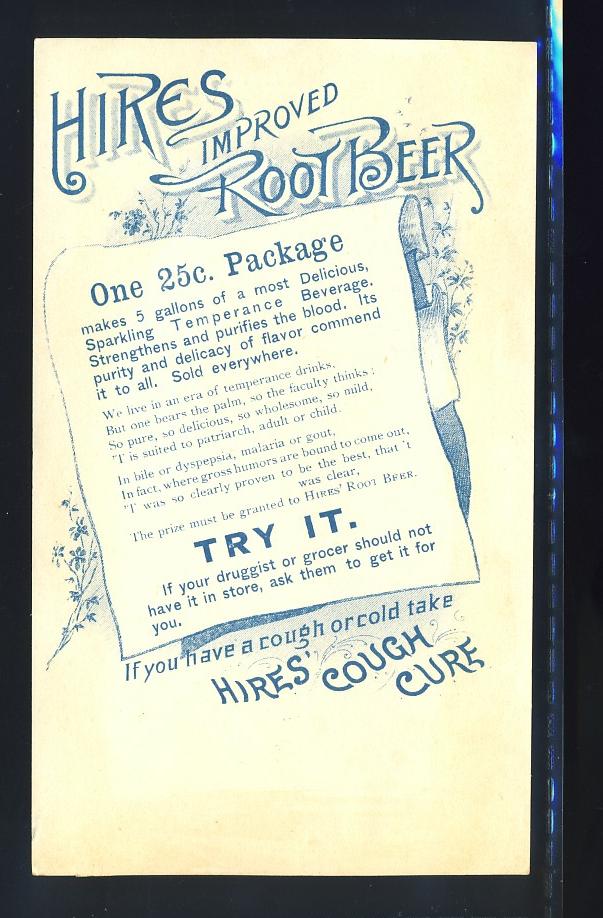 HIRES
IMPROVED
ROOT BEER
One 25c. Package
makes 5 gallons of a most Delicious,
Sparkling Temperance Beverage.
Strengthens and purifies the blood. Its
purity and delicacy of flavor commend
it to all. Sold everywhere.
We live in an era of temperance drinks,
But one bears the palm, so the faculty thinks;
So pure, so delicious, so wholesome, so mild,
'T is suited to patriarch, adult or child.
In bile or dyspepsia, malaria or gout,
In fact, where gross humors are bound to come out,
'T was so clearly proven to be the best, that 't
was clear,
The prize must be granted to HIRES' ROOT BEER.
TRY IT.
If your druggist or grocer should not
have it in store, ask them to get it for
you.
If you have a cough or cold take
HIRES' COUGH
CURE